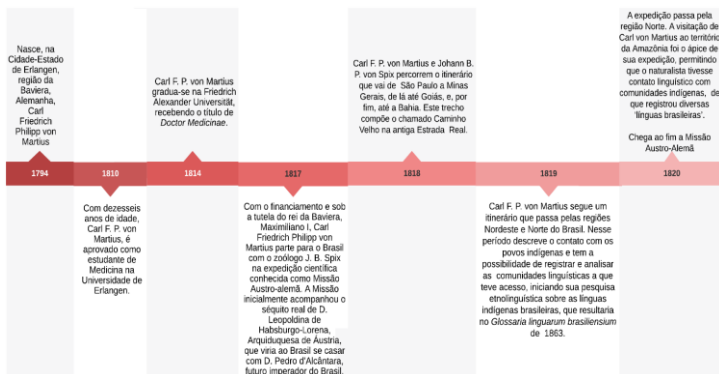 Nasce, na
Cidade-Estado
de Erlangen,
região da
Baviera,
Alemanha,
Carl
Friedrich
Philipp von
Martius
1794
1810
Com dezesseis
anos de idade,
Carl F. P. von
Martius, é
aprovado como
estudante de
Medicina na
Universidade de
Erlangen.
Carl F. P. von Martius
gradua-se na Friedrich
Alexander Universität,
recebendo o título de
Doctor Medicinae.
1814
1817
Com o financiamento e sob
a tutela do rei da Baviera,
Maximiliano I, Carl
Friedrich Philipp von
Martius parte para o Brasil
com o zoólogo J. B. Spix
na expedição científica
conhecida como Missão
Austro-alemã. A Missão
inicialmente acompanhou o
séquito real de D.
Leopoldina de
Habsburgo-Lorena,
Arquiduquesa de Áustria,
que viria ao Brasil se casar
com D. Pedro d'Alcântara,
futuro imperador do Brasil.
Carl F. P. von Martius e Johann B.
P. von Spix percorrem o itinerário
que vai de São Paulo a Minas
Gerais, de lá até Goiás, e, por
fim, até a Bahia. Este trecho
compõe o chamado Caminho
Velho na antiga Estrada Real.
1818
1819
Carl F. P. von Martius segue um
itinerário que passa pelas regiões
Nordeste e Norte do Brasil. Nesse
período descreve o contato com os
povos indígenas e tem a
possibilidade de registrar e analisar
as comunidades linguísticas a que
teve acesso, iniciando sua pesquisa
etnolinguística sobre as línguas
indígenas brasileiras, que resultaria
no Glossaria linguarum brasiliensium
de 1863.
A expedição passa pela
região Norte. A visitação de
Carl von Martius ao território
da Amazônia foi o ápice de
sua expedição, permitindo
que o naturalista tivesse
contato linguístico com
comunidades indígenas, de
que registrou diversas
'línguas brasileiras'.
Chega ao fim a Missão
Austro-Alemã
1820